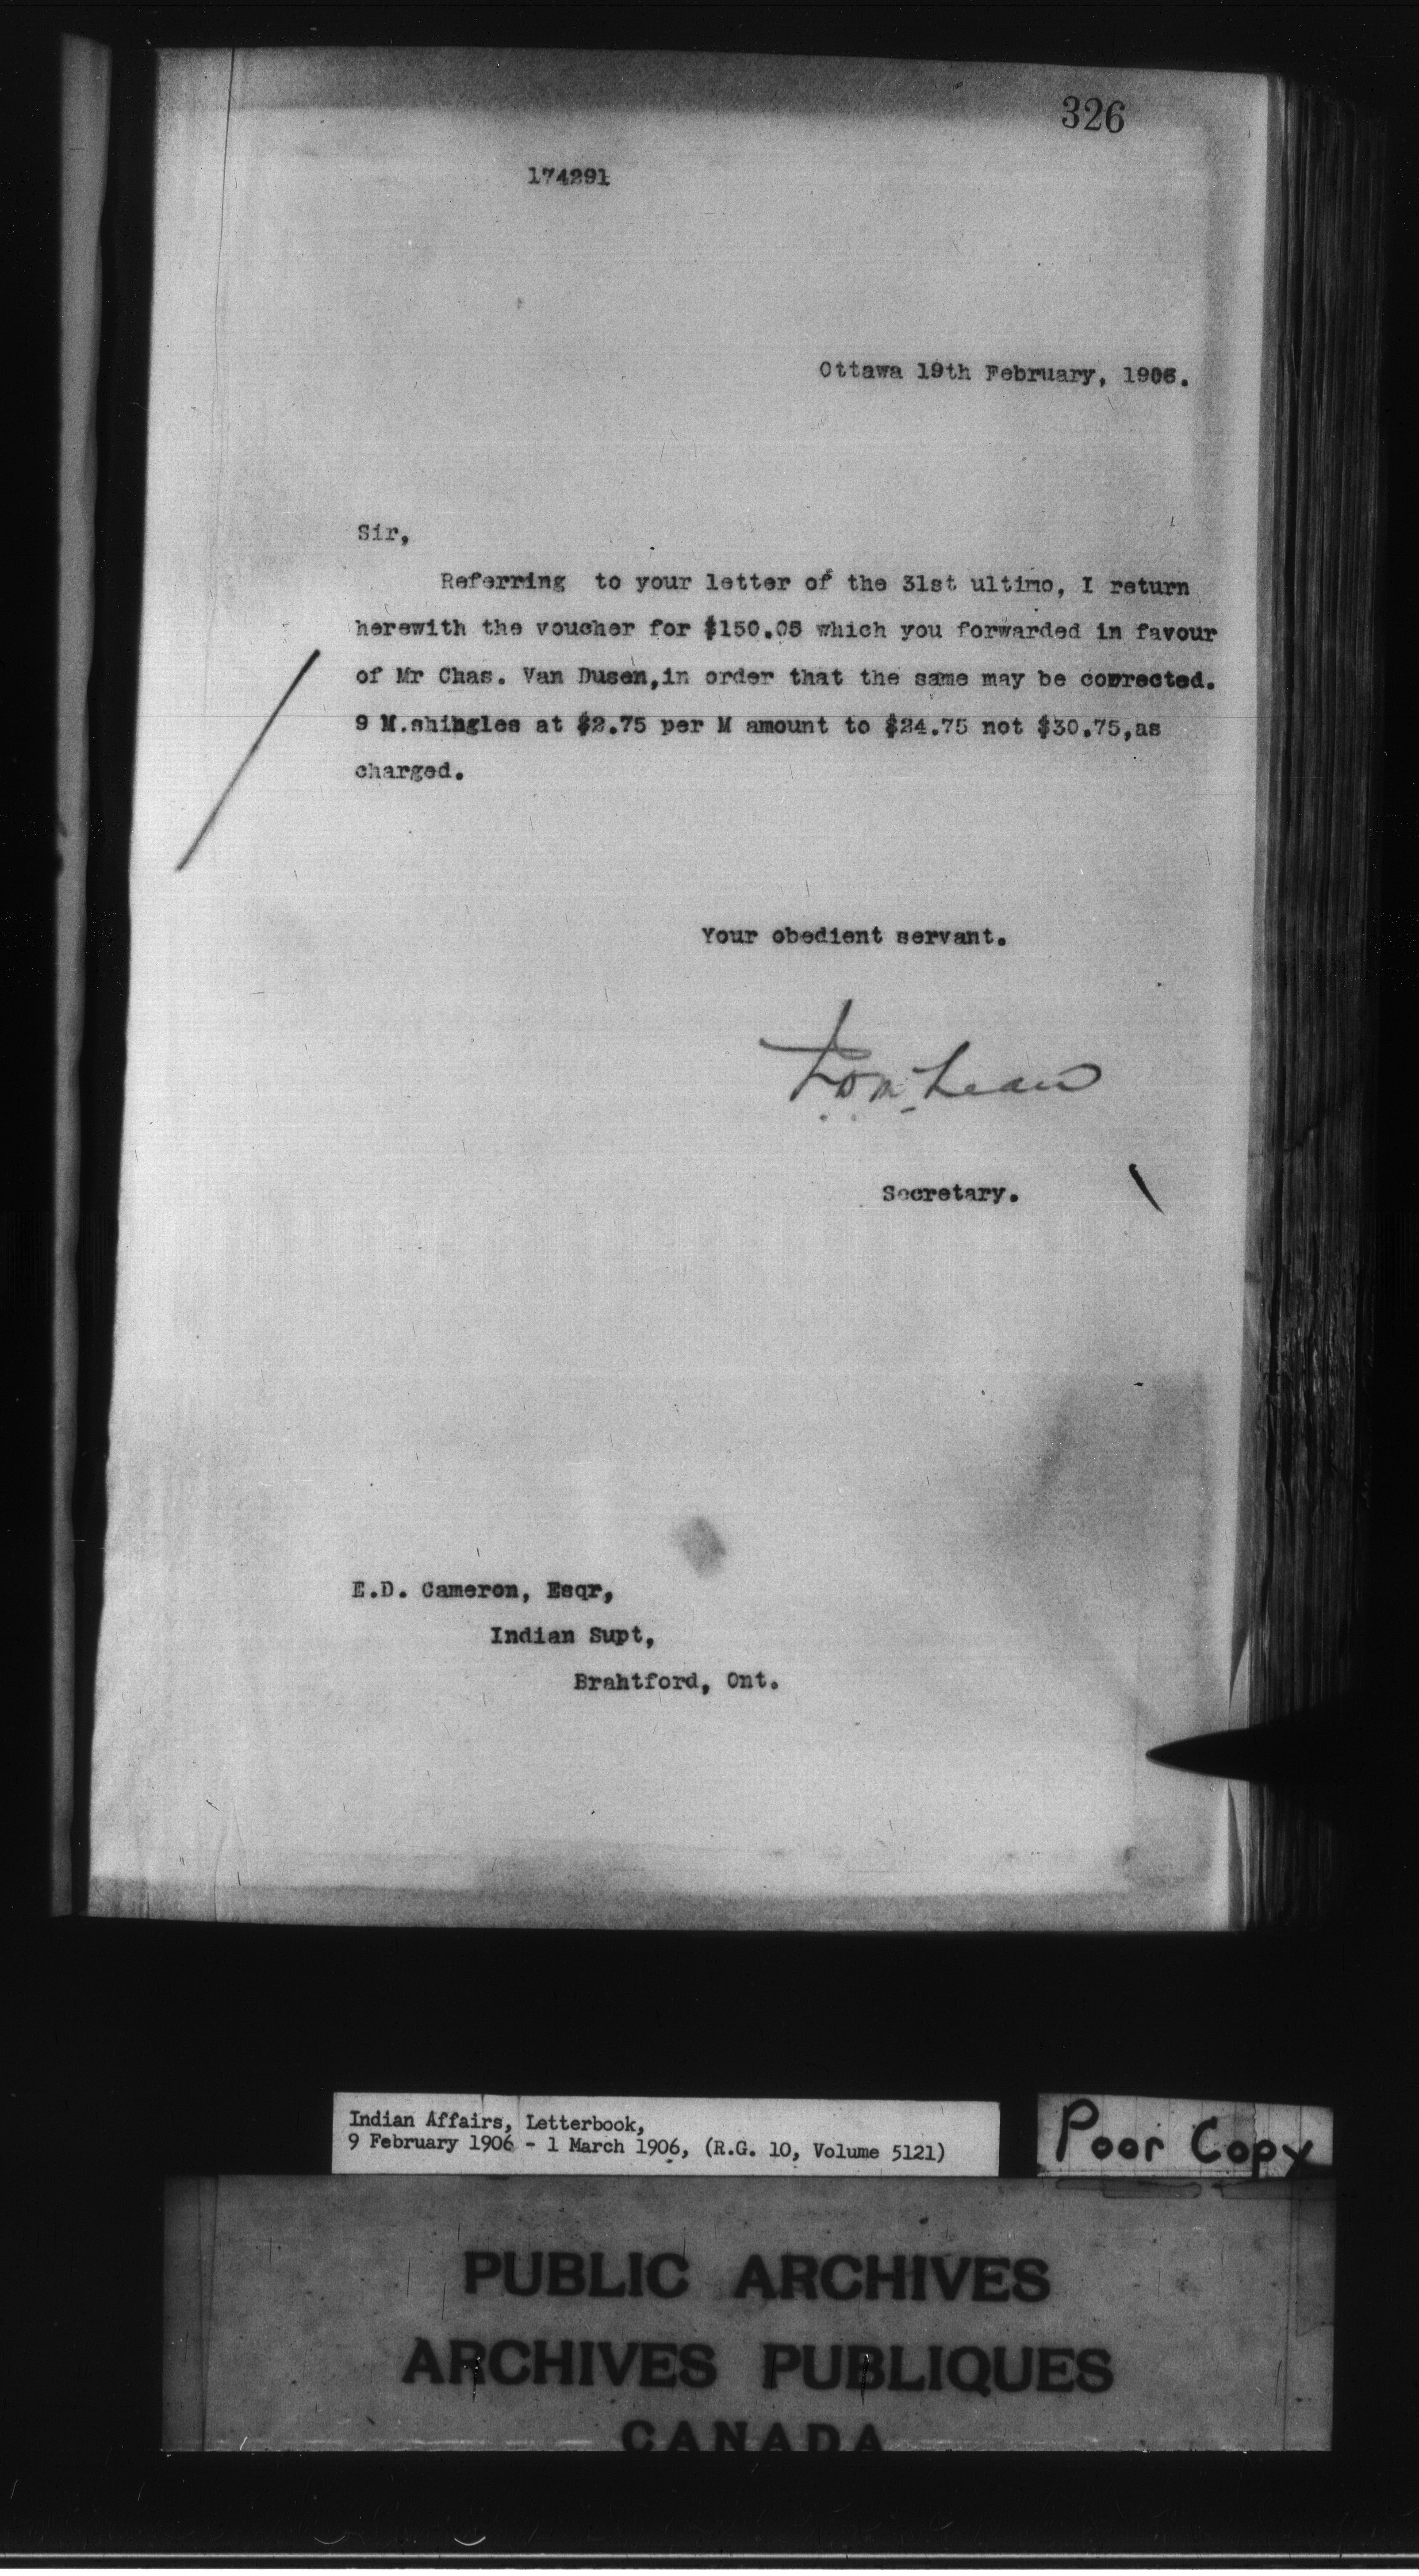 326
174291
Ottawa 19th February, 1906.
Sir,
Referring to your letter of the 31st ultimo, I return
herewith the voucher for $150.05 which you forwarded in favour
of Mr Chas. Van Dusen,in order that the same may be corrected.
9 M.shingles at $2.75 per M amount to $24.75 not $30.75,as
charged.
Your obedient servant.
Secretary.
E.D. Cameron, Esqr,
Indian Supt,
Brahtford, Ont.
Indian Affairs, Letterbook,
9 February 1906 - 1 March 1906, (R.G. 10, Volume 5121)
Poor Copy
PUBLIC ARCHIVES
ARCHIVES PUBLIQUES
CANADA